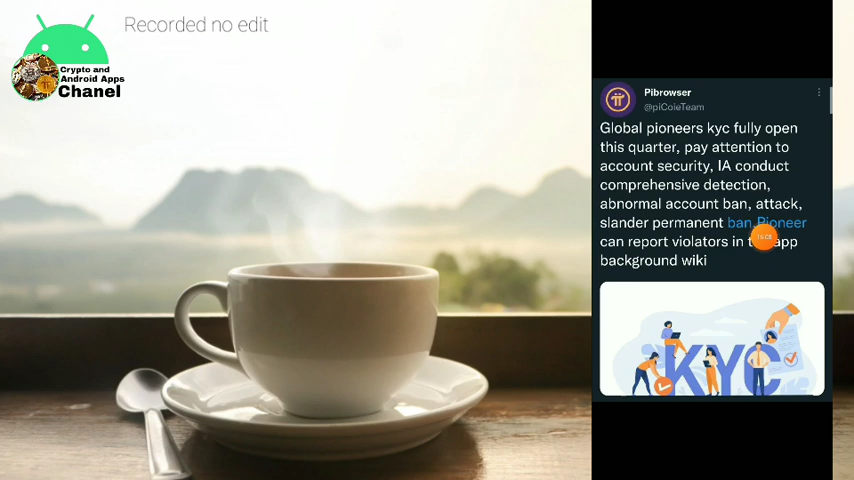 Recorded no edit
Crypto and
Android Apps
Chanel
Pibrowser
@piCoieTeam
Global pioneers kyc fully open
this quarter, pay attention to
account security, IA conduct
comprehensive detection,
abnormal account ban, attack,
slander permanent ban.Pioneer
can report violators in app
background wiki
KYC